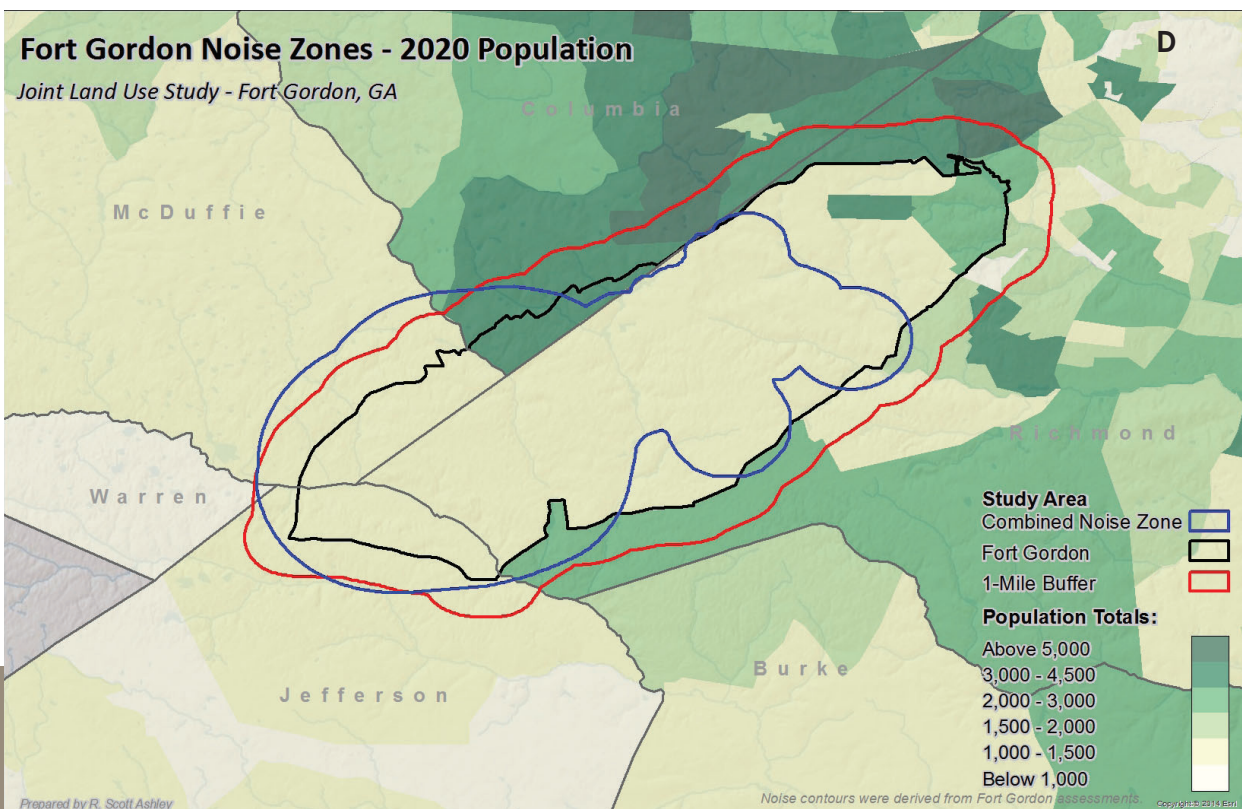 Fort Gordon Noise Zones - 2020 Population
D
Joint Land Use Study - Fort Gordon, GA
Columbia
McDuffie
Richmond
Warren
Study Area
Combined Noise Zone
Fort Gordon
1-Mile Buffer
Population Totals:
Above 5,000
3,000 - 4,500
2,000 - 3,000
1,500 - 2,000
1,000 - 1,500
Below 1,000
Burke
Jefferson
Prepared by R. Scott Ashley
Noise contours were derived from Fort Gordon assessments.
Copyright:© 2014 Esri